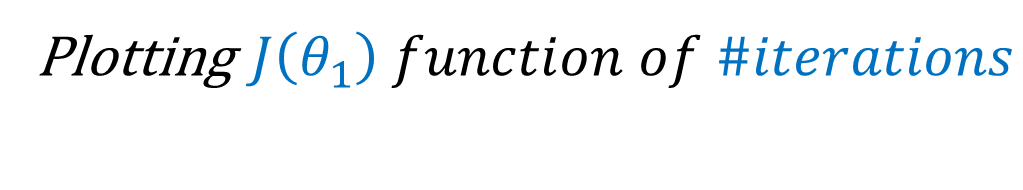 Plotting J(θ₁) function of #iterations